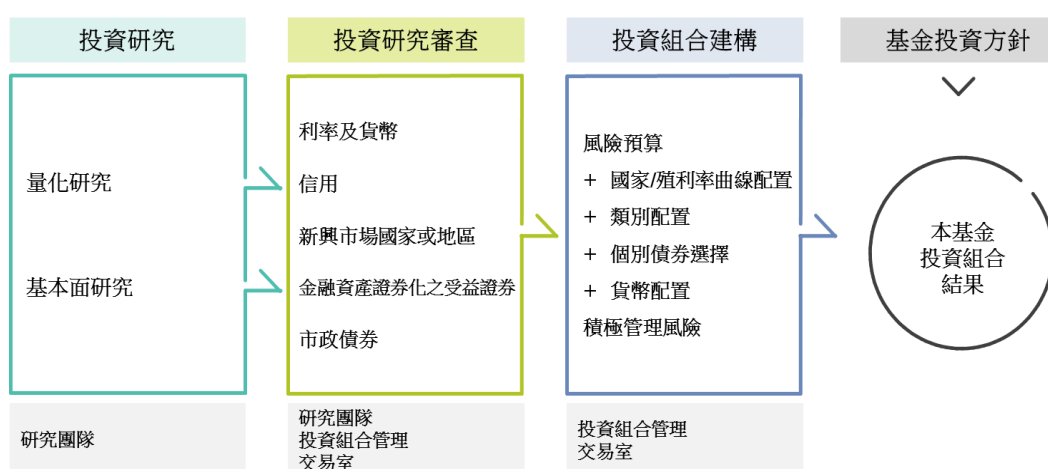 投資研究
量化研究
基本面研究
研究團隊
投資研究審查
利率及貨幣
信用
新興市場國家或地區
金融資產證券化之受益證券
市政債券
研究團隊
投資組合管理
交易室
投資組合建構
風險預算
+ 國家/殖利率曲線配置
+ 類別配置
+ 個別債券選擇
+ 貨幣配置
積極管理風險
投資組合管理
交易室
基金投資方針
本基金
投資組合
結果